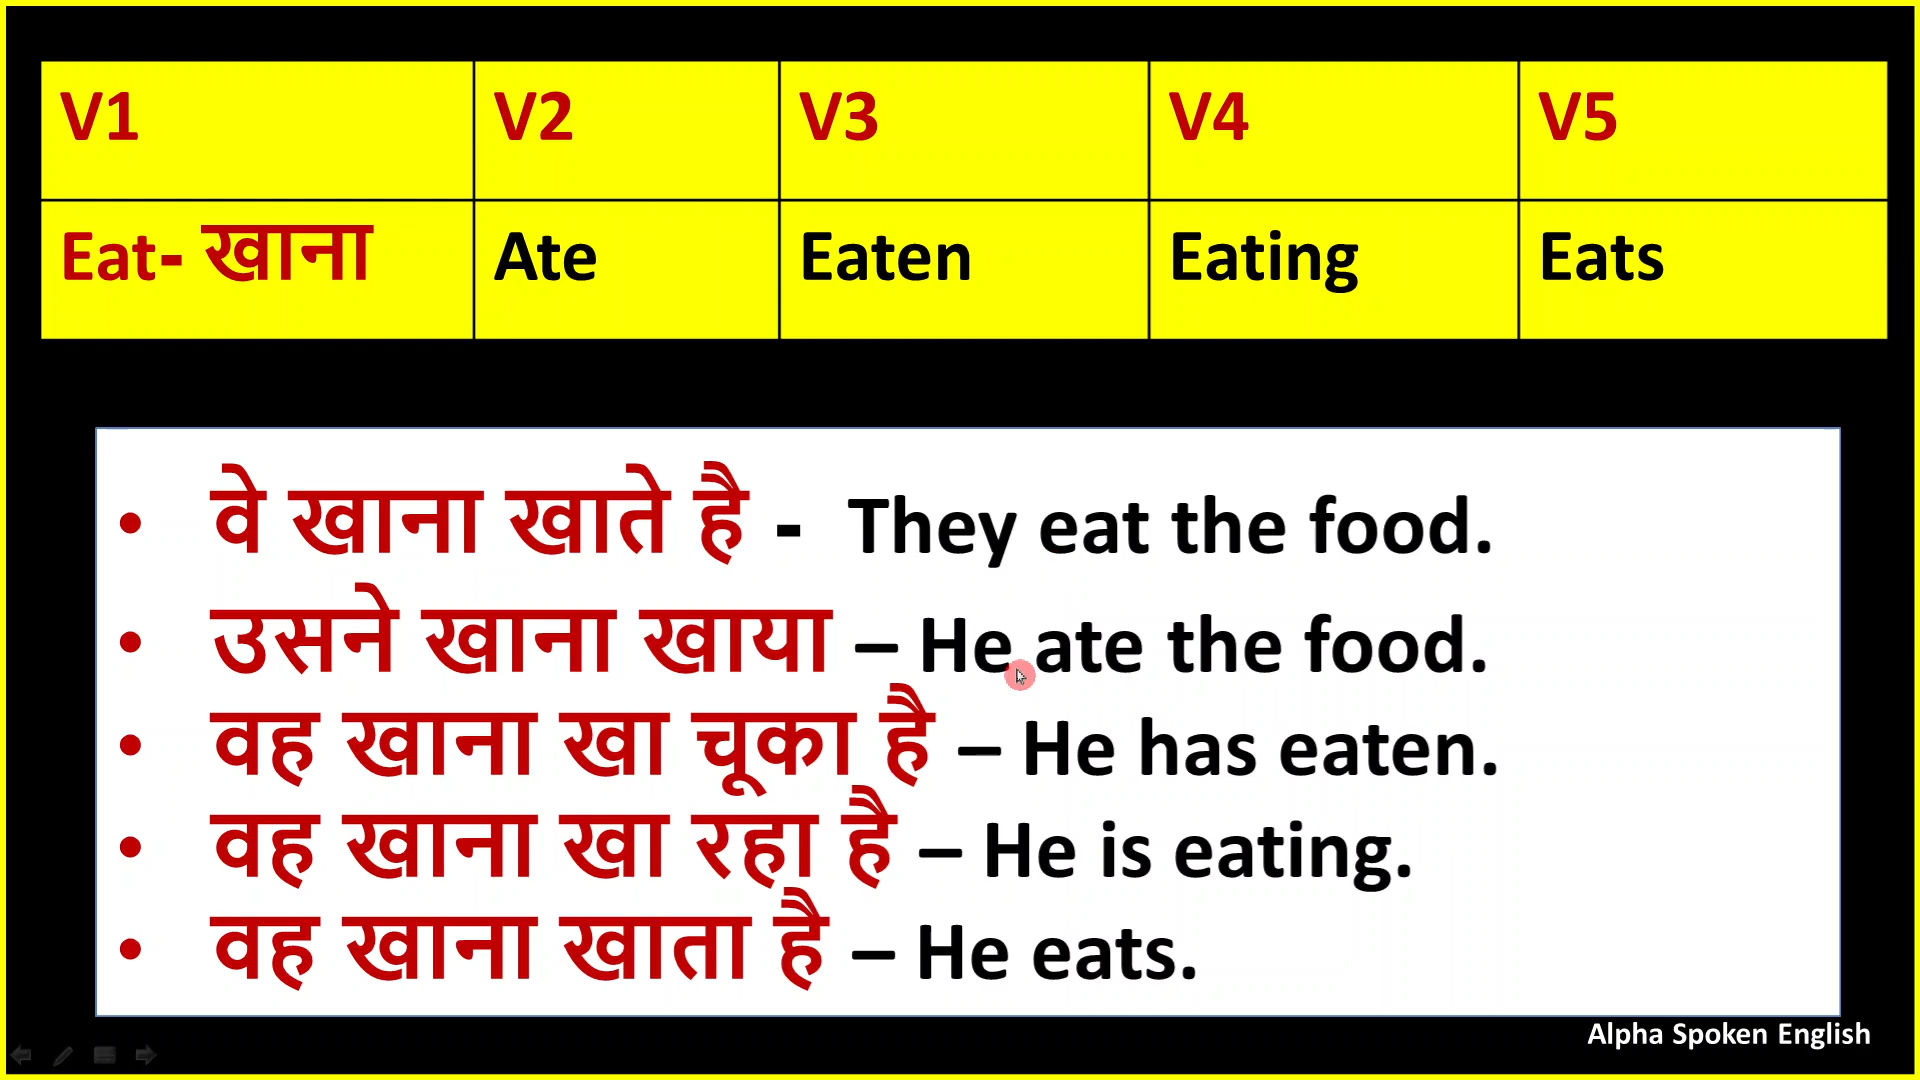 V1 V2 V3 V4 V5
Eat- खाना Ate Eaten Eating Eats
• वे खाना खाते है - They eat the food.
• उसने खाना खाया – He ate the food.
• वह खाना खा चूका है – He has eaten.
• वह खाना खा रहा है – He is eating.
• वह खाना खाता है – He eats.
Alpha Spoken English